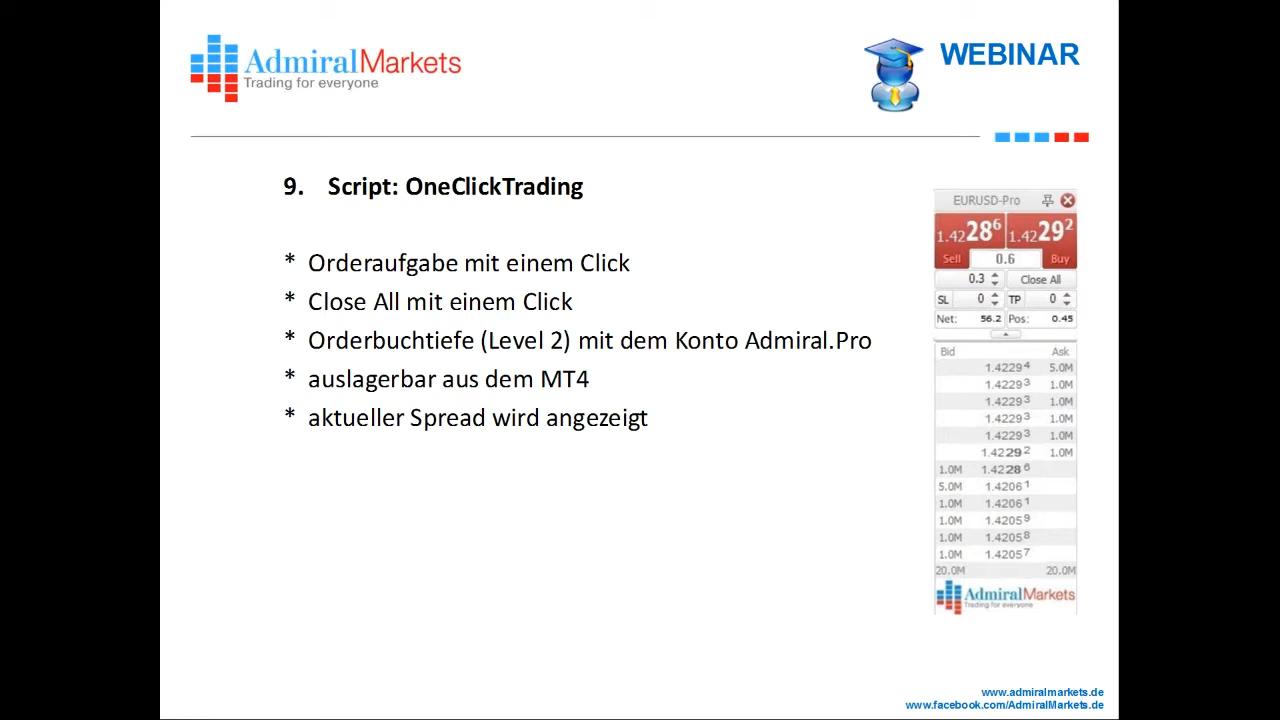 AdmiralMarkets
Trading for everyone
WEBINAR
9. Script: OneClickTrading
* Orderaufgabe mit einem Click
* Close All mit einem Click
* Orderbuchtiefe (Level 2) mit dem Konto Admiral.Pro
* auslagerbar aus dem MT4
* aktueller Spread wird angezeigt
EURUSD-Pro
1.42286 1.42292
Sell 0.6 Buy
0.3 Close All
SL 0 TP 0
Net: 56.2 Pos: 0.45
Bid Ask
1.42294 5.0M
1.42293 1.0M
1.42293 1.0M
1.42293 1.0M
1.42293 1.0M
1.42292 1.0M
1.0M 1.42286
5.0M 1.42061
1.0M 1.42061
1.0M 1.42059
1.0M 1.42058
1.0M 1.42057
20.0M 20.0M
AdmiralMarkets
Trading for everyone
www.admiralmarkets.de
www.facebook.com/AdmiralMarkets.de